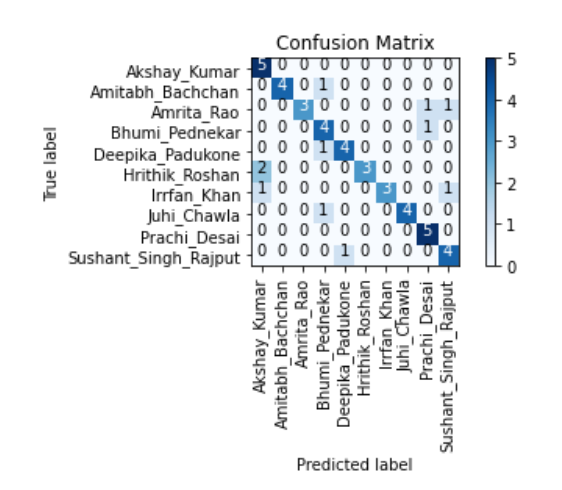 Confusion Matrix
True label
Akshay_Kumar 5 0 0 0 0 0 0 0 0 0
Amitabh_Bachchan 0 4 0 1 0 0 0 0 0 0
Amrita_Rao 0 0 3 0 0 0 0 0 1 1
Bhumi_Pednekar 0 0 0 4 0 0 0 0 1 0
Deepika_Padukone 0 0 0 1 4 0 0 0 0 0
Hrithik_Roshan 2 0 0 0 0 3 0 0 0 0
Irrfan_Khan 1 0 0 0 0 0 3 0 0 1
Juhi_Chawla 0 0 0 1 0 0 0 4 0 0
Prachi_Desai 0 0 0 0 0 0 0 0 5 0
Sushant_Singh_Rajput 0 0 0 0 1 0 0 0 0 4
Akshay_Kumar
Amitabh_Bachchan
Amrita_Rao
Bhumi_Pednekar
Deepika_Padukone
Hrithik_Roshan
Irrfan_Khan
Juhi_Chawla
Prachi_Desai
Sushant_Singh_Rajput
Predicted label
5
4
3
2
1
0